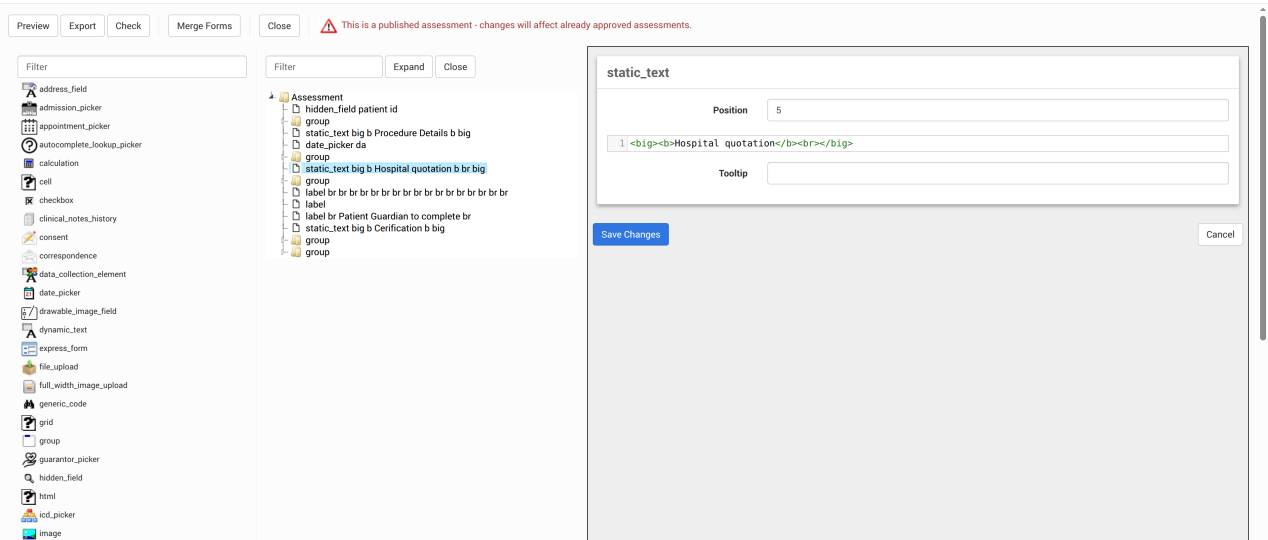 Preview Export Check Merge Forms Close This is a published assessment - changes will affect already approved assessments.
Filter
address_field
admission_picker
appointment_picker
autocomplete_lookup_picker
calculation
cell
checkbox
clinical_notes_history
consent
correspondence
data_collection_element
date_picker
drawable_image_field
dynamic_text
express_form
file_upload
full_width_image_upload
generic_code
grid
group
guarantor_picker
hidden_field
html
icd_picker
image
Filter Expand Close
Assessment
hidden_field patient id
group
static_text big b Procedure Details b big
date_picker da
group
static_text big b Hospital quotation b br big
group
label br br br br br br br br br br br br br br br br br
label
label br Patient Guardian to complete br
static_text big b Cerification b big
group
group
static_text
Position 5
1 <big><b>Hospital quotation</b><br></big>
Tooltip
Save Changes Cancel